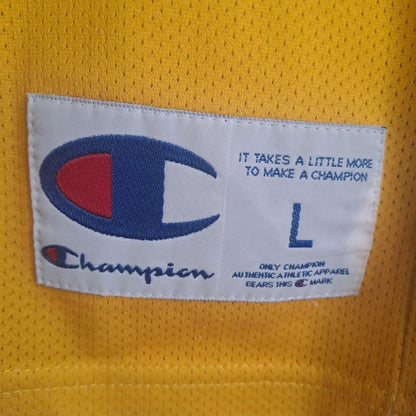 Champion
IT TAKES A LITTLE MORE
TO MAKE A CHAMPION
L
ONLY CHAMPION
AUTHENTIC ATHLETIC APPAREL
BEARS THIS C MARK